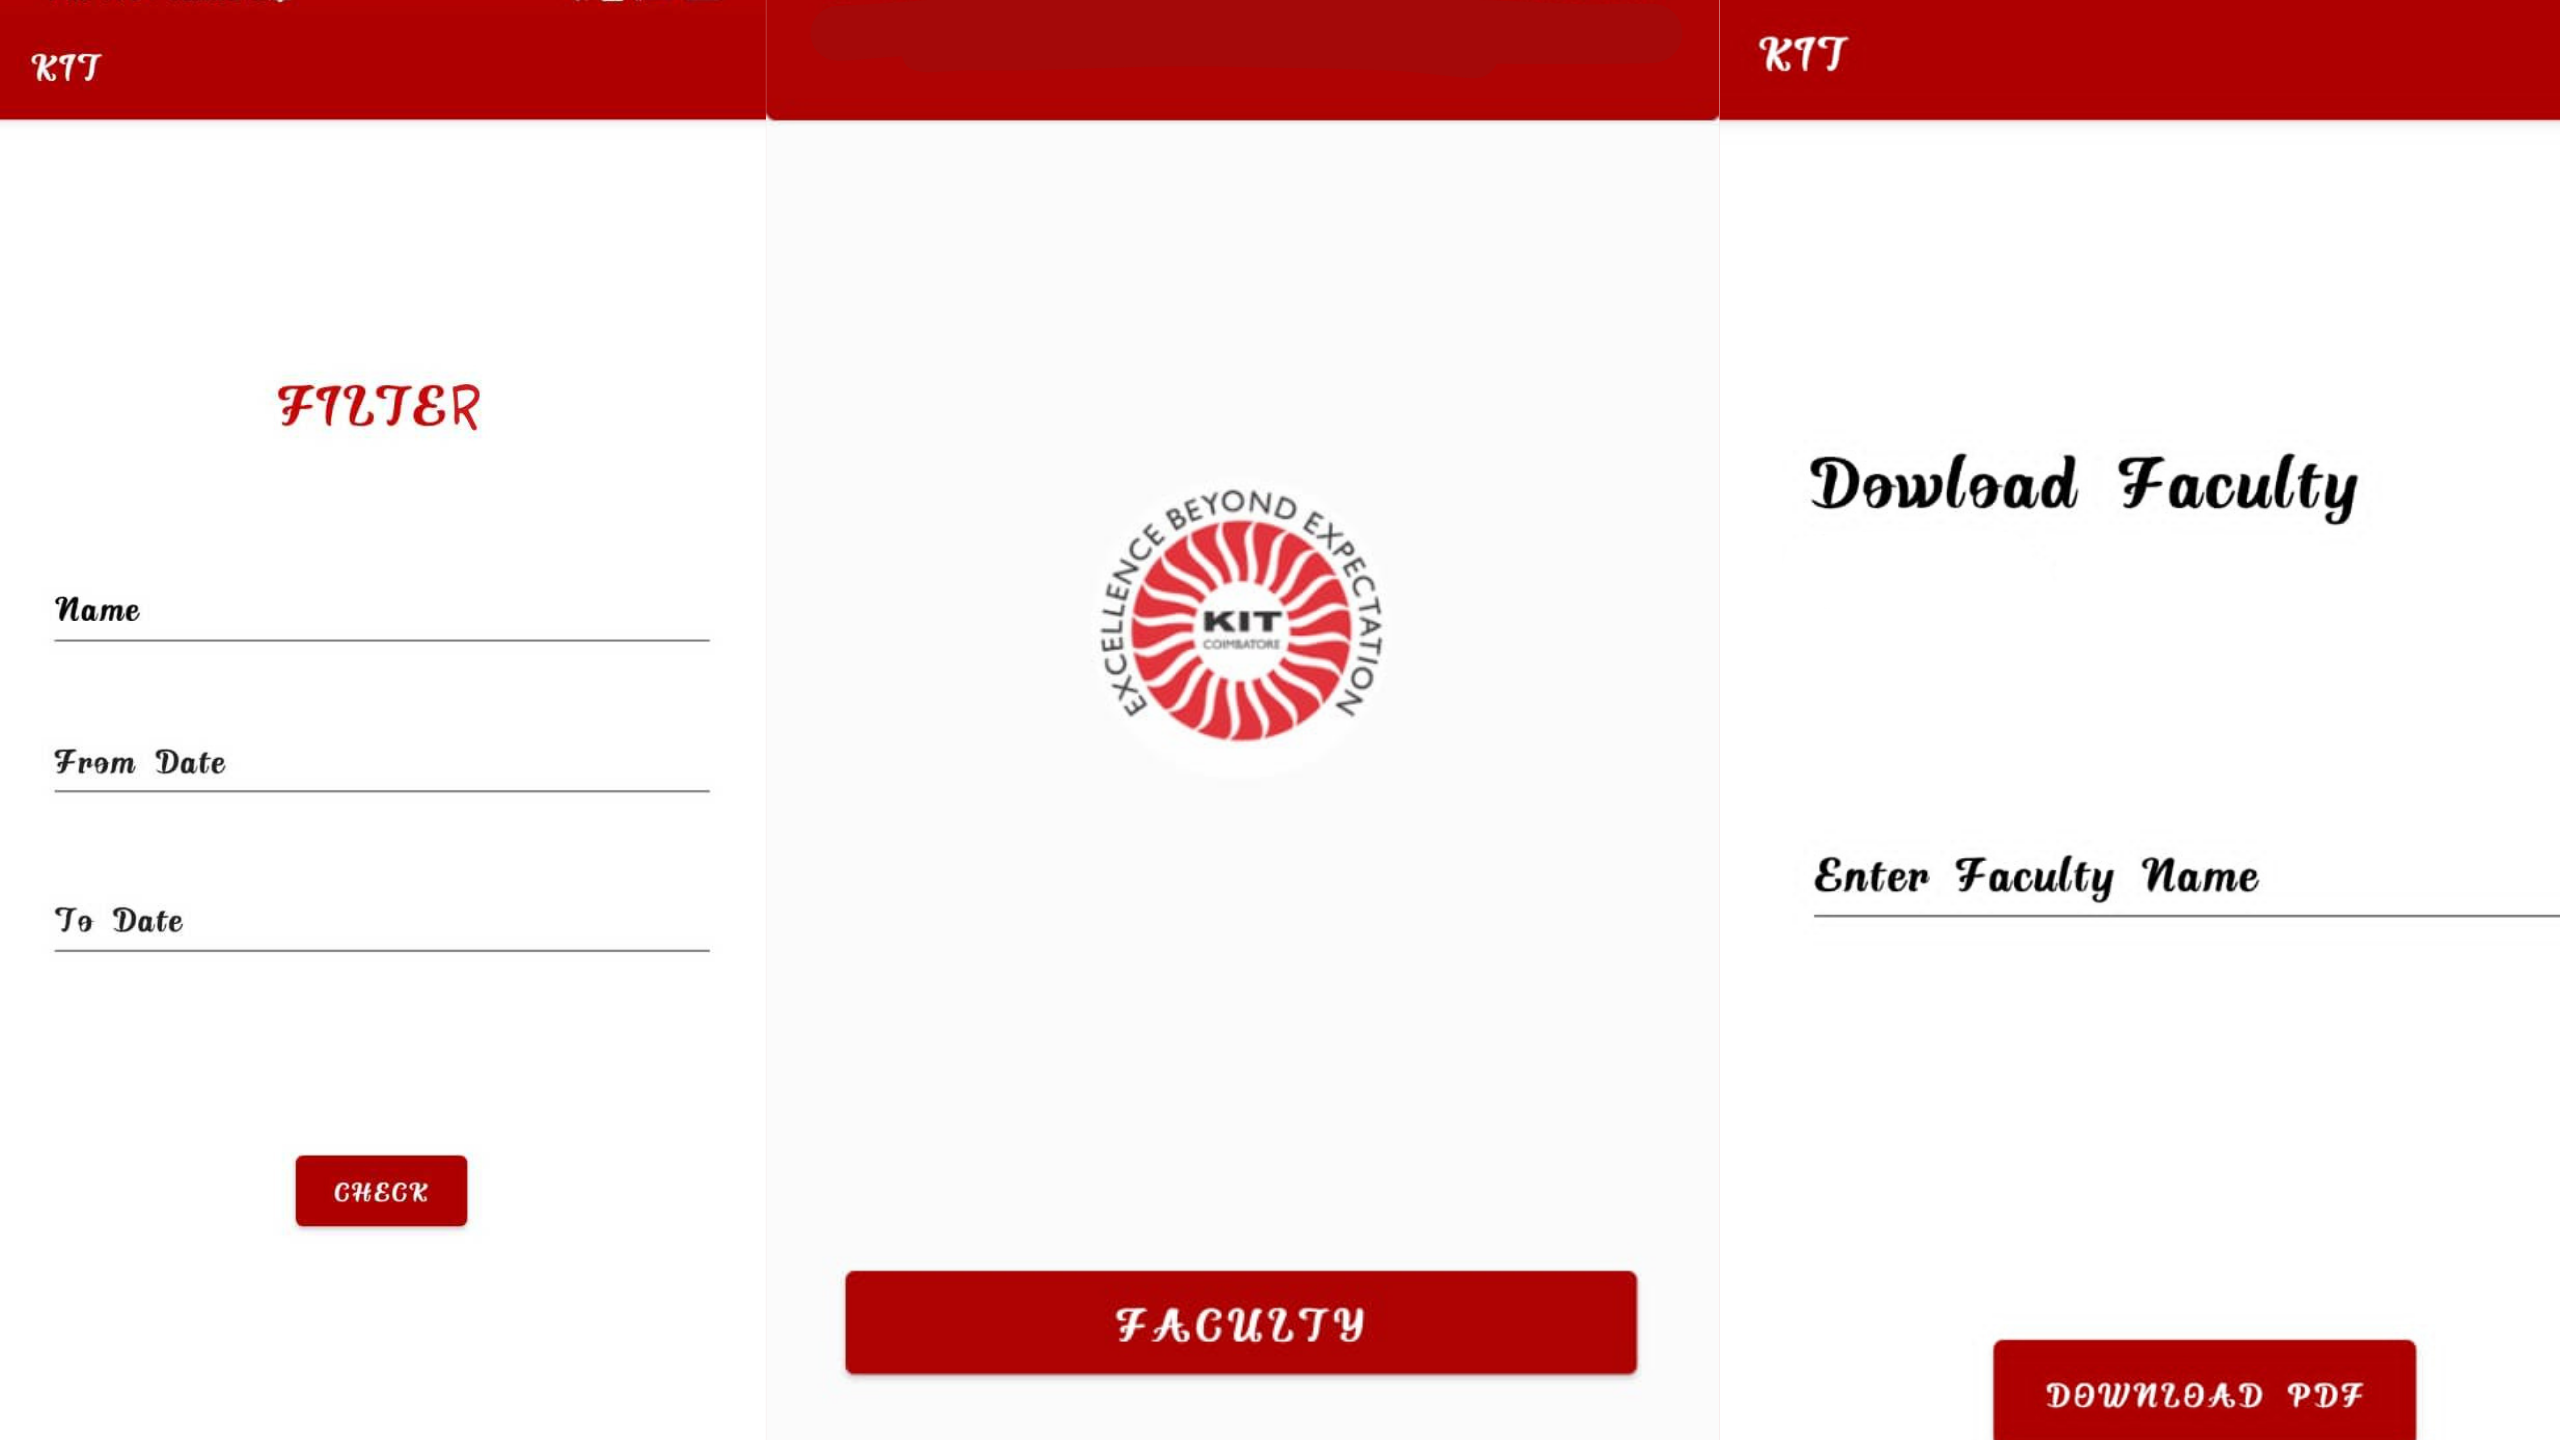 KIT
FILTER
Name
From Date
To Date
CHECK
EXCELLENCE BEYOND EXPECTATION
KIT
COIMBATORE
FACULTY
KIT
Dowload Faculty
Enter Faculty Name
DOWNLOAD PDF